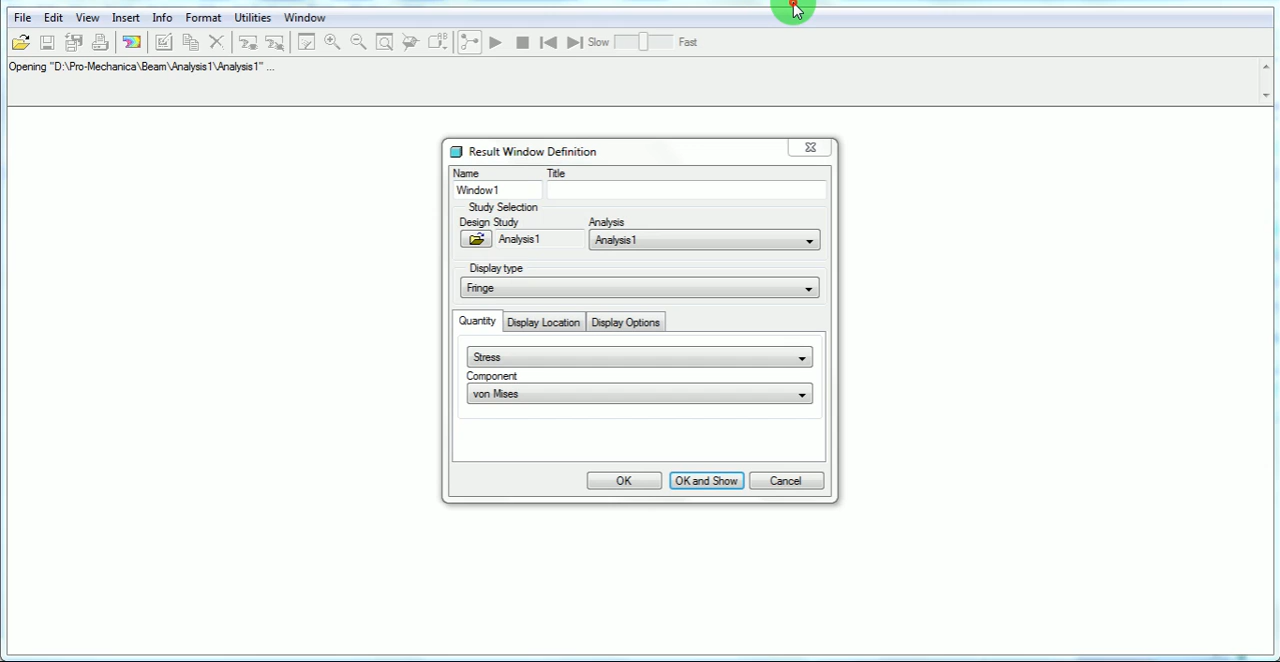 File Edit View Insert Info Format Utilities Window
Slow Fast
Opening "D:\Pro-Mechanica\Beam\Analysis1\Analysis1" ...
Result Window Definition
Name Title
Window1
Study Selection
Design Study Analysis
Analysis1 Analysis1
Display type
Fringe
Quantity Display Location Display Options
Stress
Component
von Mises
OK OK and Show Cancel